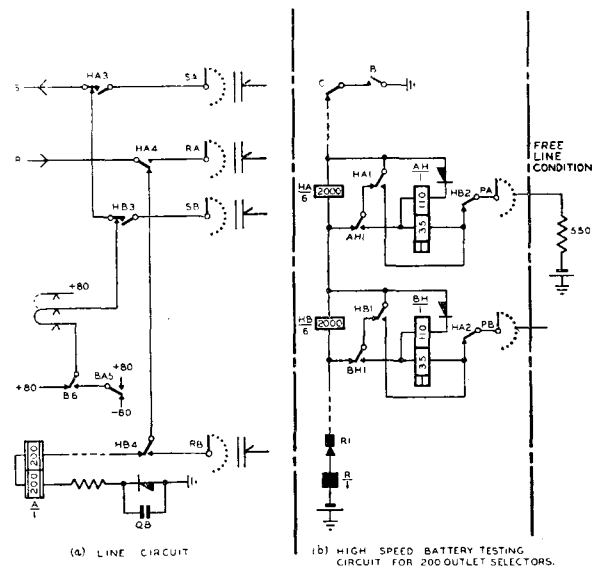 S
HA3
SA
R
HA4
RA
HB3
SB
+80
+80
B6
BA5
+80
-80
HB4
RB
200
200
A
1
QB
(a) LINE CIRCUIT
C
B
HA
6
2000
HA1
AH
1
110
35
AH1
HB2
PA
FREE
LINE
CONDITION
550
HB
6
2000
HB1
BH
1
110
35
BH1
HA2
PB
R1
R
1
(b) HIGH SPEED BATTERY TESTING
CIRCUIT FOR 200 OUTLET SELECTORS.